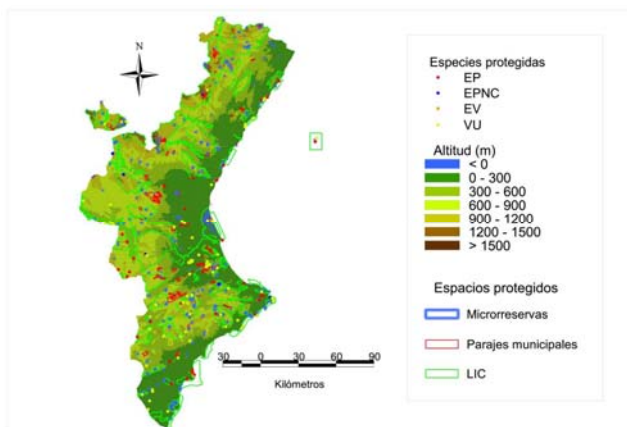 N
Especies protegidas
EP
EPNC
EV
VU
Altitud (m)
< 0
0 - 300
300 - 600
600 - 900
900 - 1200
1200 - 1500
> 1500
Espacios protegidos
Microrreservas
Parajes municipales
LIC
30 0 30 60 90
Kilómetros